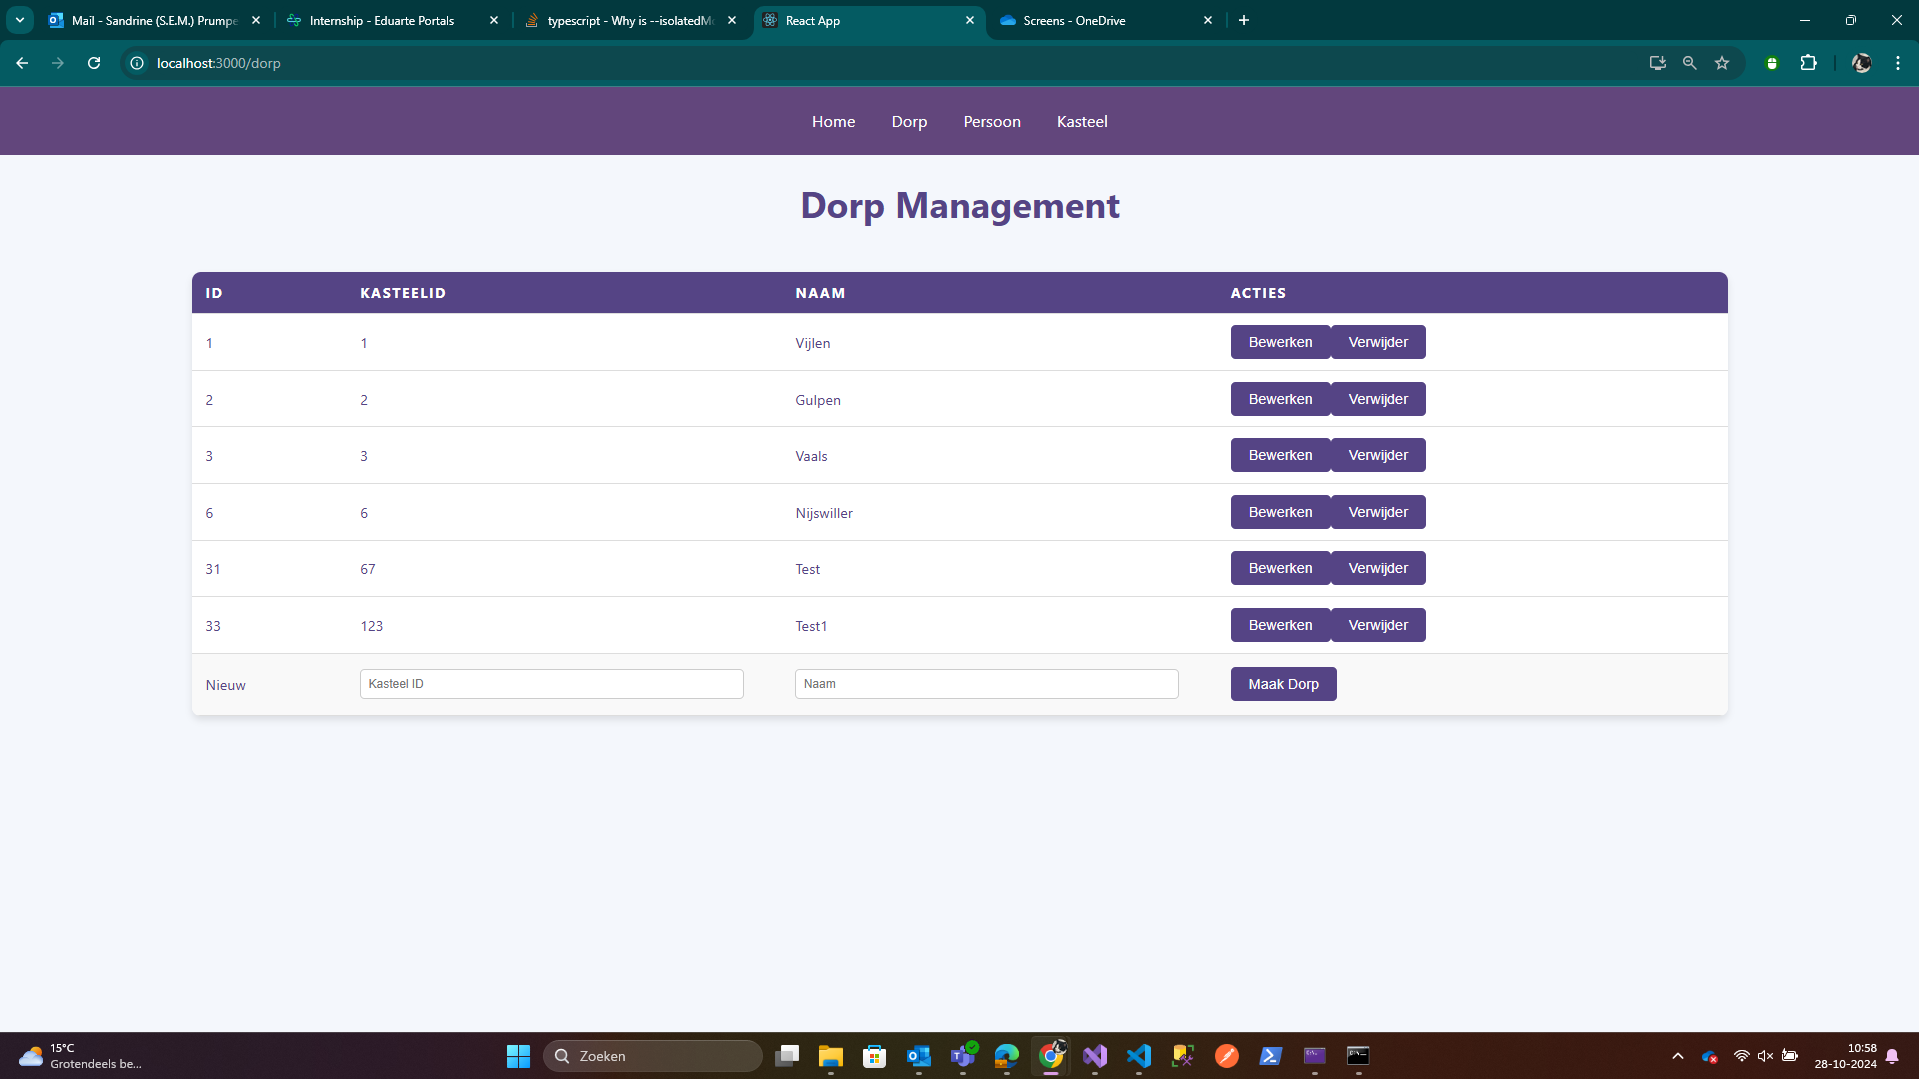 Mail - Sandrine (S.E.M.) Prumpe
Internship - Eduarte Portals
typescript - Why is --isolatedMo
React App
Screens - OneDrive
localhost:3000/dorp
Home Dorp Persoon Kasteel
Dorp Management
ID KASTEELID NAAM ACTIES
1 1 Vijlen Bewerken Verwijder
2 2 Gulpen Bewerken Verwijder
3 3 Vaals Bewerken Verwijder
6 6 Nijswiller Bewerken Verwijder
31 67 Test Bewerken Verwijder
33 123 Test1 Bewerken Verwijder
Nieuw Kasteel ID Naam Maak Dorp
15°C
Grotendeels be...
Zoeken
10:58
28-10-2024